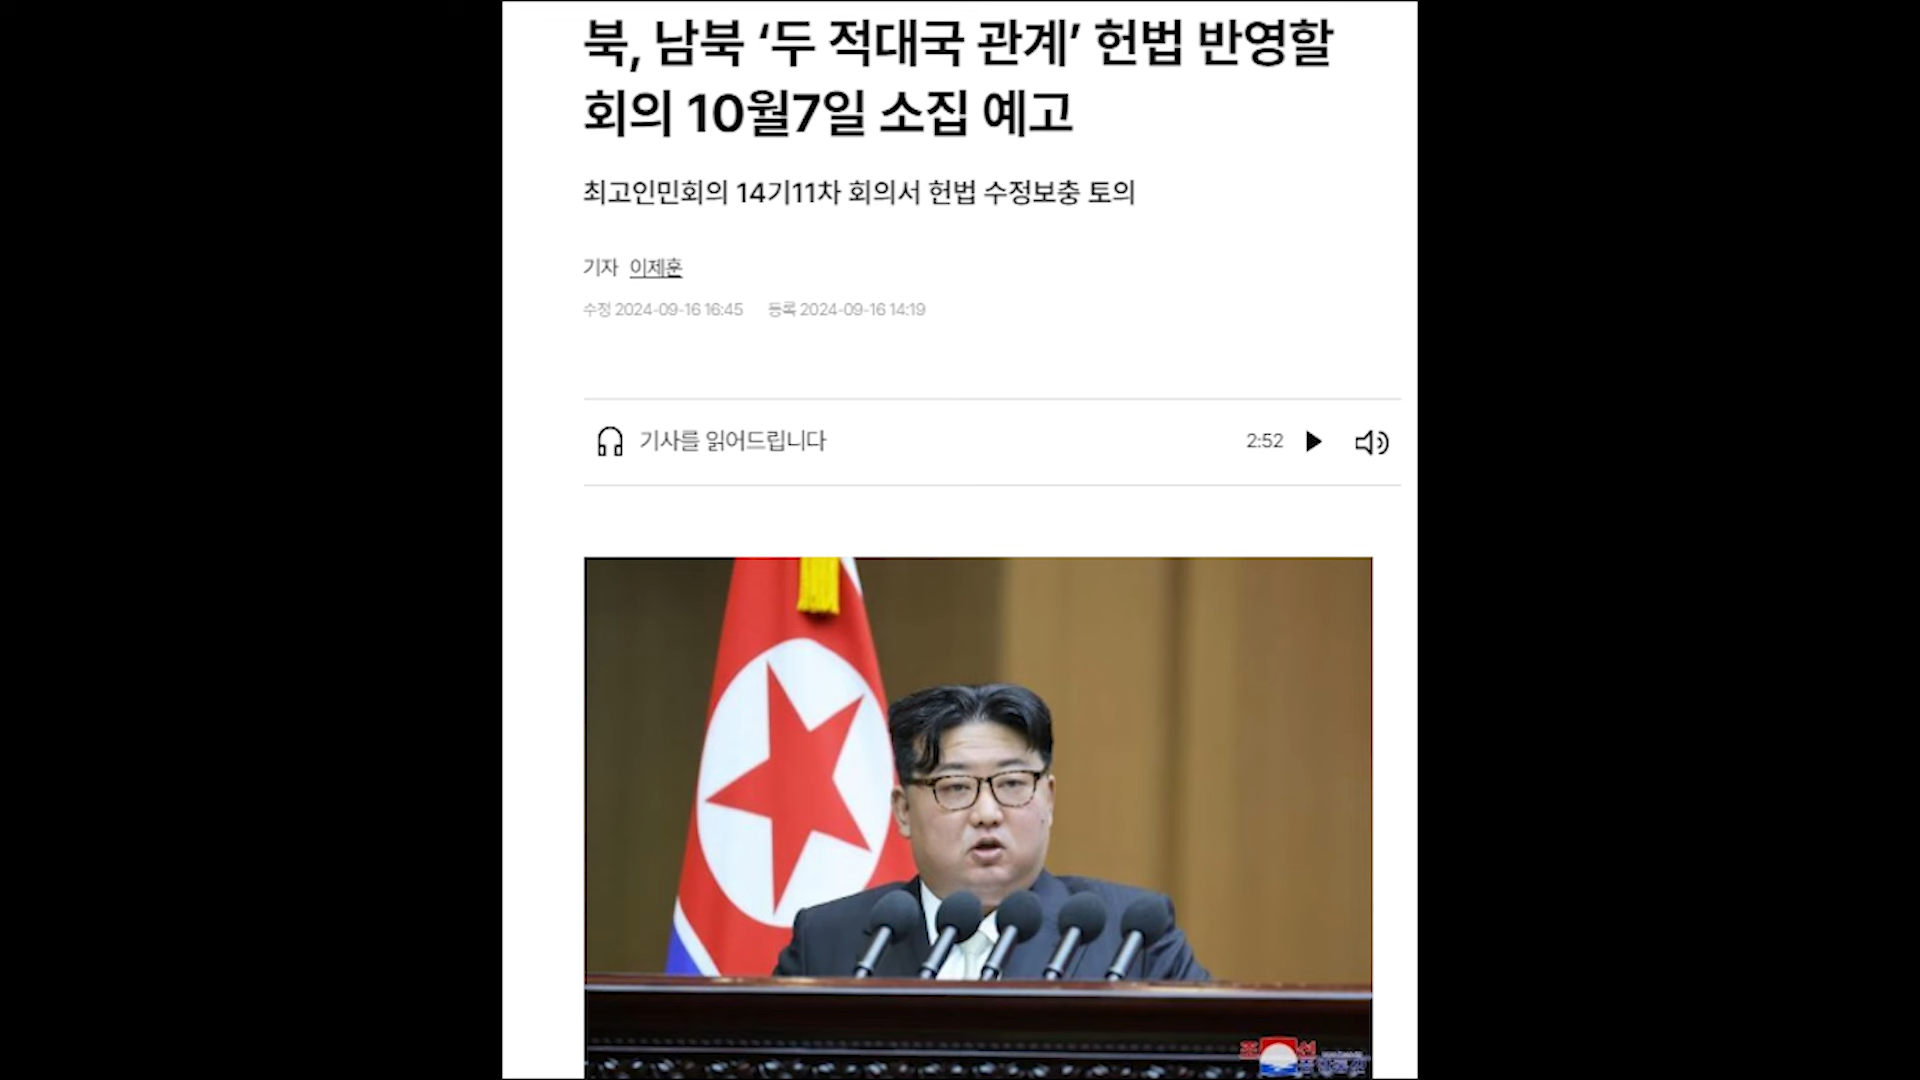 북, 남북 ‘두 적대국 관계’ 헌법 반영할
회의 10월7일 소집 예고
최고인민회의 14기11차 회의서 헌법 수정보충 토의
기자 이제훈
수정 2024-09-16 16:45 등록 2024-09-16 14:19
기사를 읽어드립니다 2:52
조선